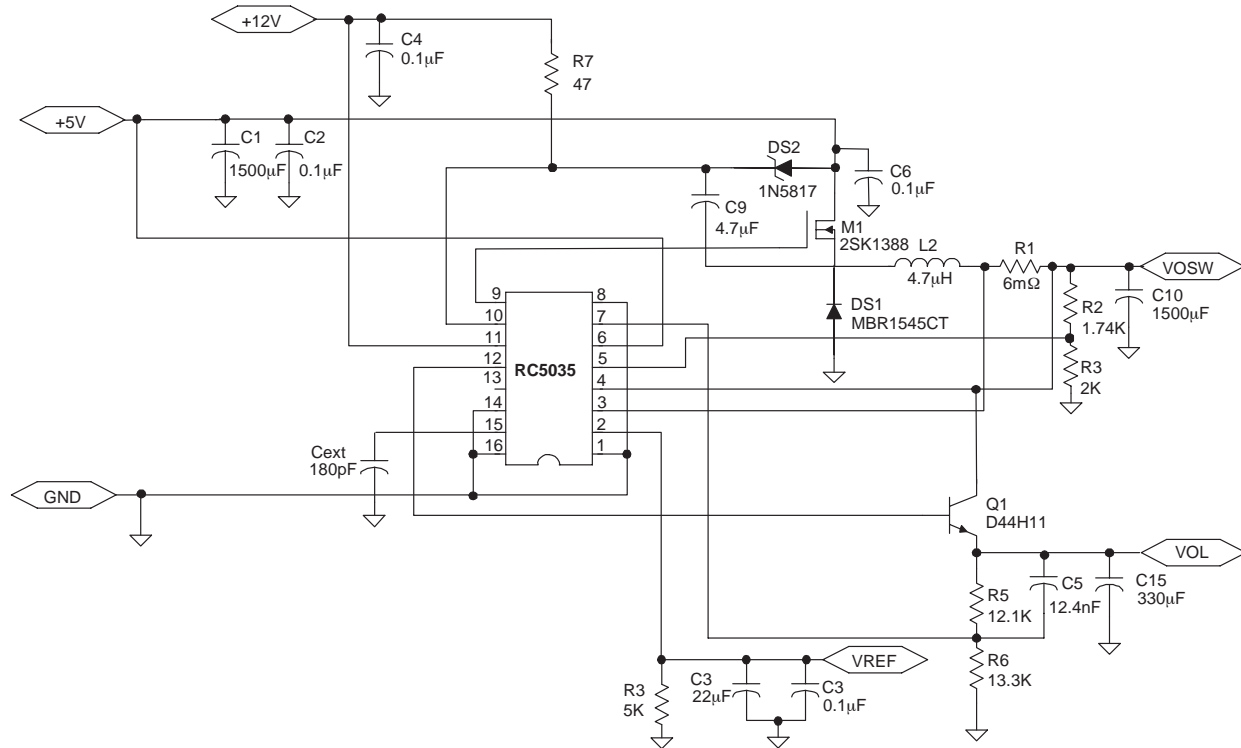 +12V
C4
0.1µF
R7
47
+5V
C1
1500µF
C2
0.1µF
DS2
1N5817
C6
0.1µF
C9
4.7µF
M1
2SK1388
L2
4.7µH
R1
6mΩ
VOSW
R2
1.74K
C10
1500µF
DS1
MBR1545CT
R3
2K
9
10
11
12
13
14
15
16
RC5035
8
7
6
5
4
3
2
1
Cext
180pF
GND
Q1
D44H11
VOL
R5
12.1K
C5
12.4nF
C15
330µF
R6
13.3K
VREF
R3
5K
C3
22µF
C3
0.1µF